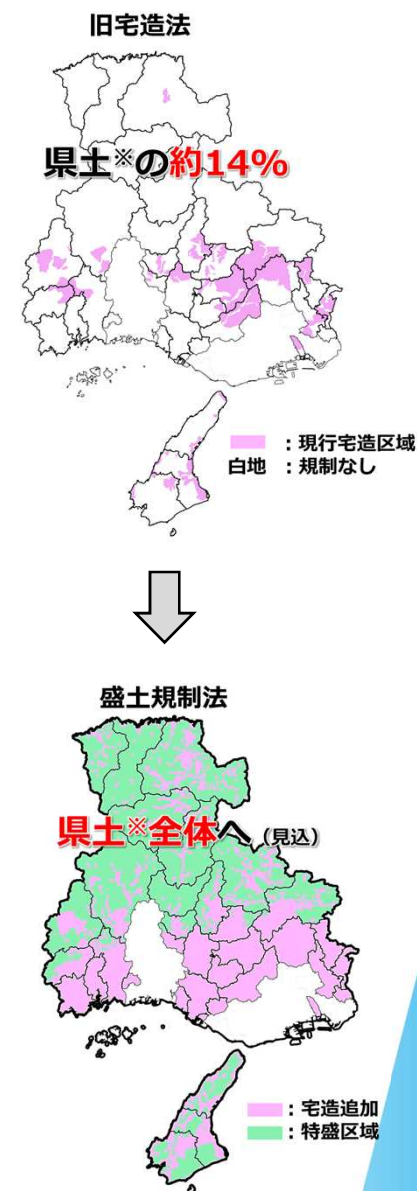 旧宅造法
県土※の約14%
：現行宅造区域
白地　：規制なし
盛土規制法
県土※全体へ（見込）
：宅造追加
：特盛区域